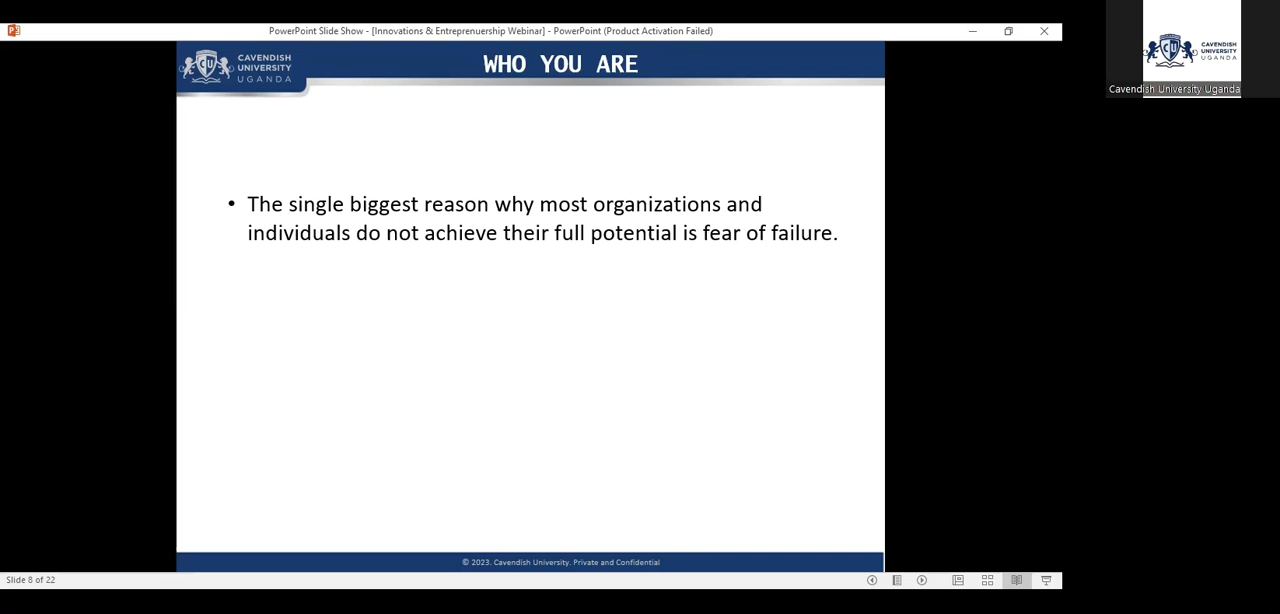 PowerPoint Slide Show - [Innovations & Entreprenuership Webinar] - PowerPoint (Product Activation Failed)
CAVENDISH
UNIVERSITY
UGANDA
CU
WHO YOU ARE
• The single biggest reason why most organizations and
individuals do not achieve their full potential is fear of failure.
© 2023. Cavendish University. Private and Confidential
Slide 8 of 22
CAVENDISH
UNIVERSITY
UGANDA
CU
Cavendish University Uganda